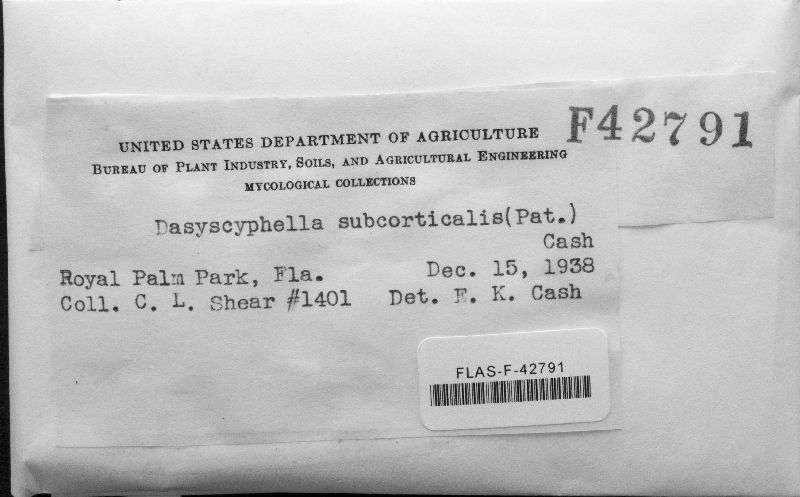 F42791
UNITED STATES DEPARTMENT OF AGRICULTURE
BUREAU OF PLANT INDUSTRY, SOILS, AND AGRICULTURAL ENGINEERING
MYCOLOGICAL COLLECTIONS
Dasyscyphella subcorticalis(Pat.)
Cash
Royal Palm Park, Fla. Dec. 15, 1938
Coll. C. L. Shear #1401 Det. E. K. Cash
FLAS-F-42791